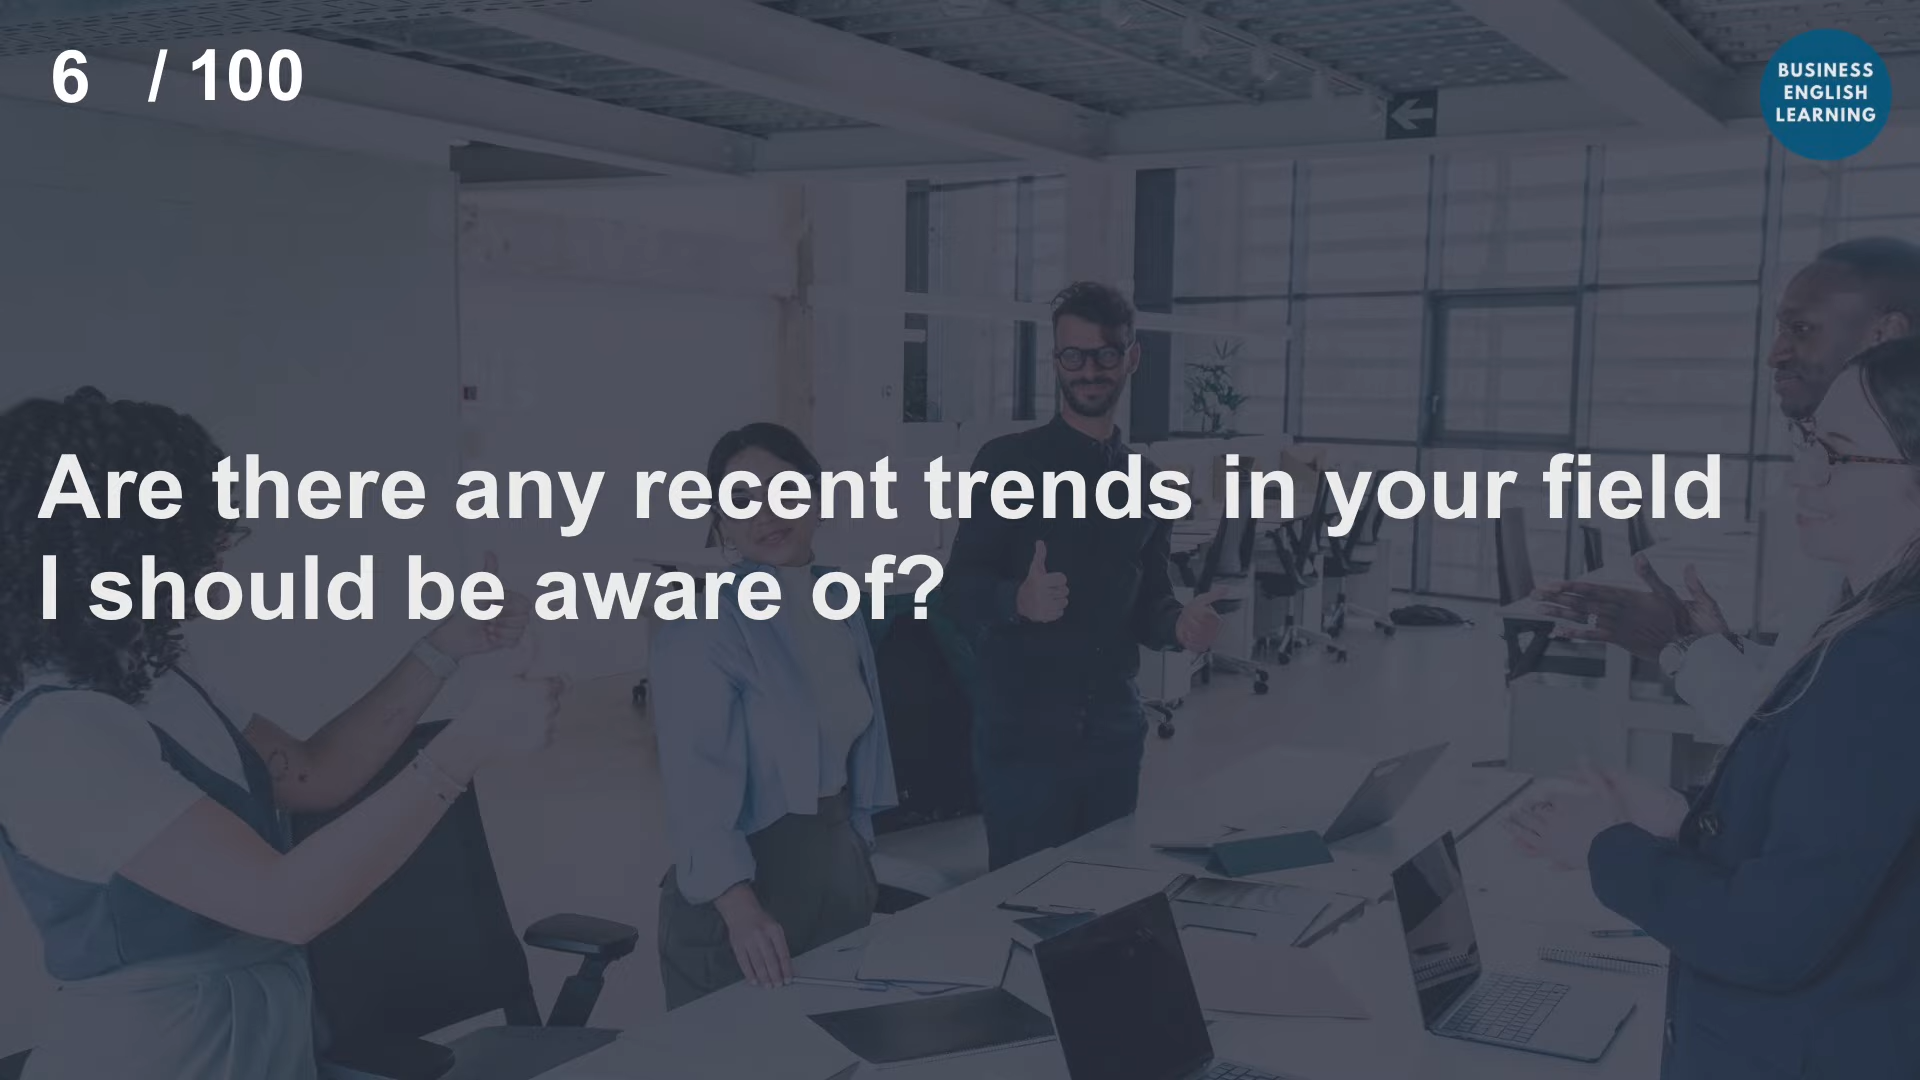 6 / 100
BUSINESS
ENGLISH
LEARNING
Are there any recent trends in your field
I should be aware of?